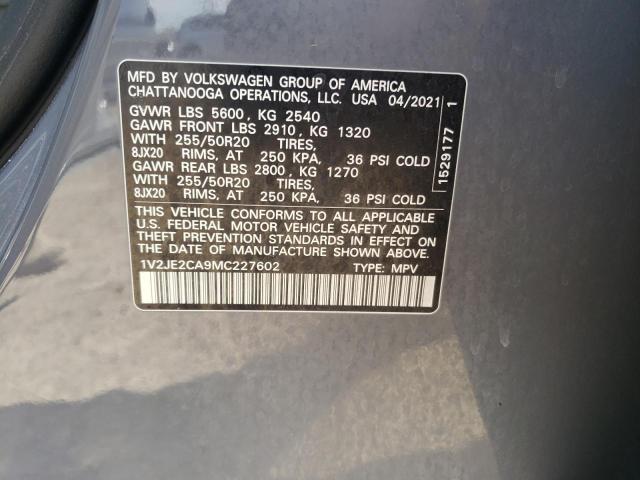 MFD BY VOLKSWAGEN GROUP OF AMERICA
CHATTANOOGA OPERATIONS, LLC. USA 04/2021
GVWR LBS 5600, KG 2540
GAWR FRONT LBS 2910, KG 1320
WITH 255/50R20 TIRES,
8JX20 RIMS, AT 250 KPA, 36 PSI COLD
GAWR REAR LBS 2800, KG 1270
WITH 255/50R20 TIRES,
8JX20 RIMS, AT 250 KPA, 36 PSI COLD
THIS VEHICLE CONFORMS TO ALL APPLICABLE
U.S. FEDERAL MOTOR VEHICLE SAFETY AND
THEFT PREVENTION STANDARDS IN EFFECT ON
THE DATE OF MANUFACTURE SHOWN ABOVE.
1V2JE2CA9MC227602 TYPE: MPV
1529177 1